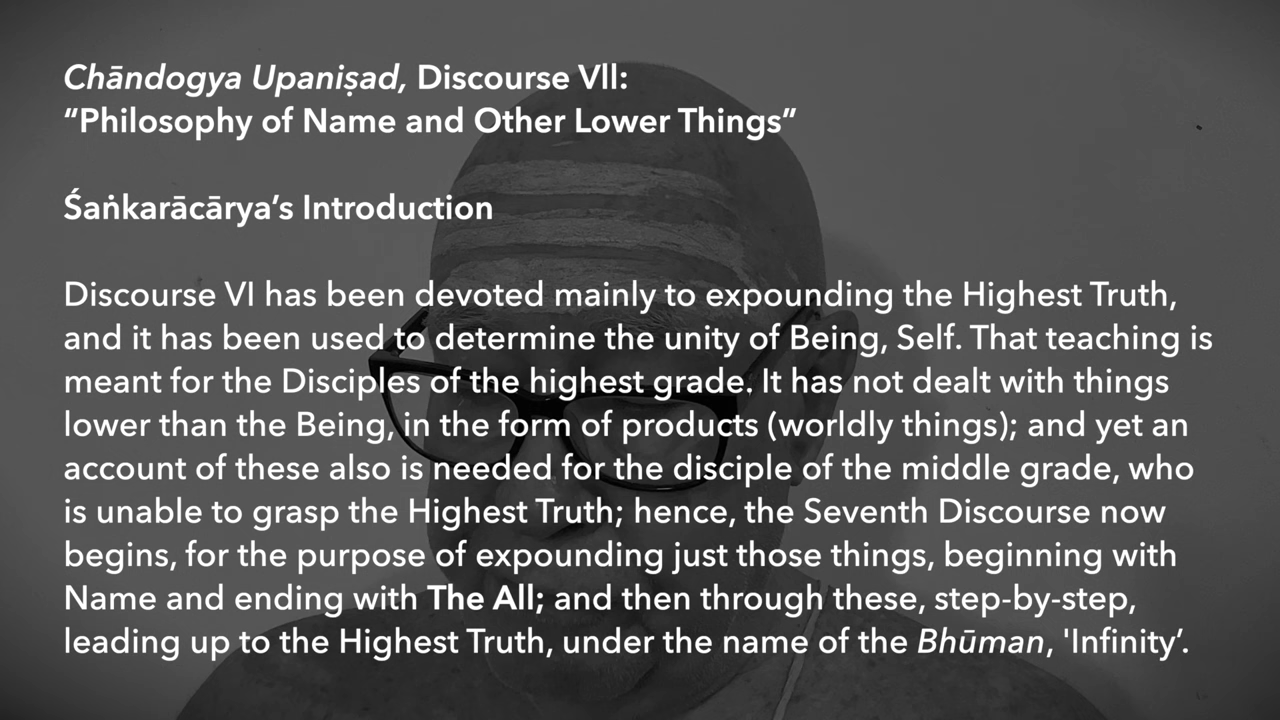 Chāndogya Upaniṣad, Discourse Vll:
“Philosophy of Name and Other Lower Things”
Śaṅkarācārya’s Introduction
Discourse VI has been devoted mainly to expounding the Highest Truth,
and it has been used to determine the unity of Being, Self. That teaching is
meant for the Disciples of the highest grade. It has not dealt with things
lower than the Being, in the form of products (worldly things); and yet an
account of these also is needed for the disciple of the middle grade, who
is unable to grasp the Highest Truth; hence, the Seventh Discourse now
begins, for the purpose of expounding just those things, beginning with
Name and ending with The All; and then through these, step-by-step,
leading up to the Highest Truth, under the name of the Bhūman, 'Infinity’.